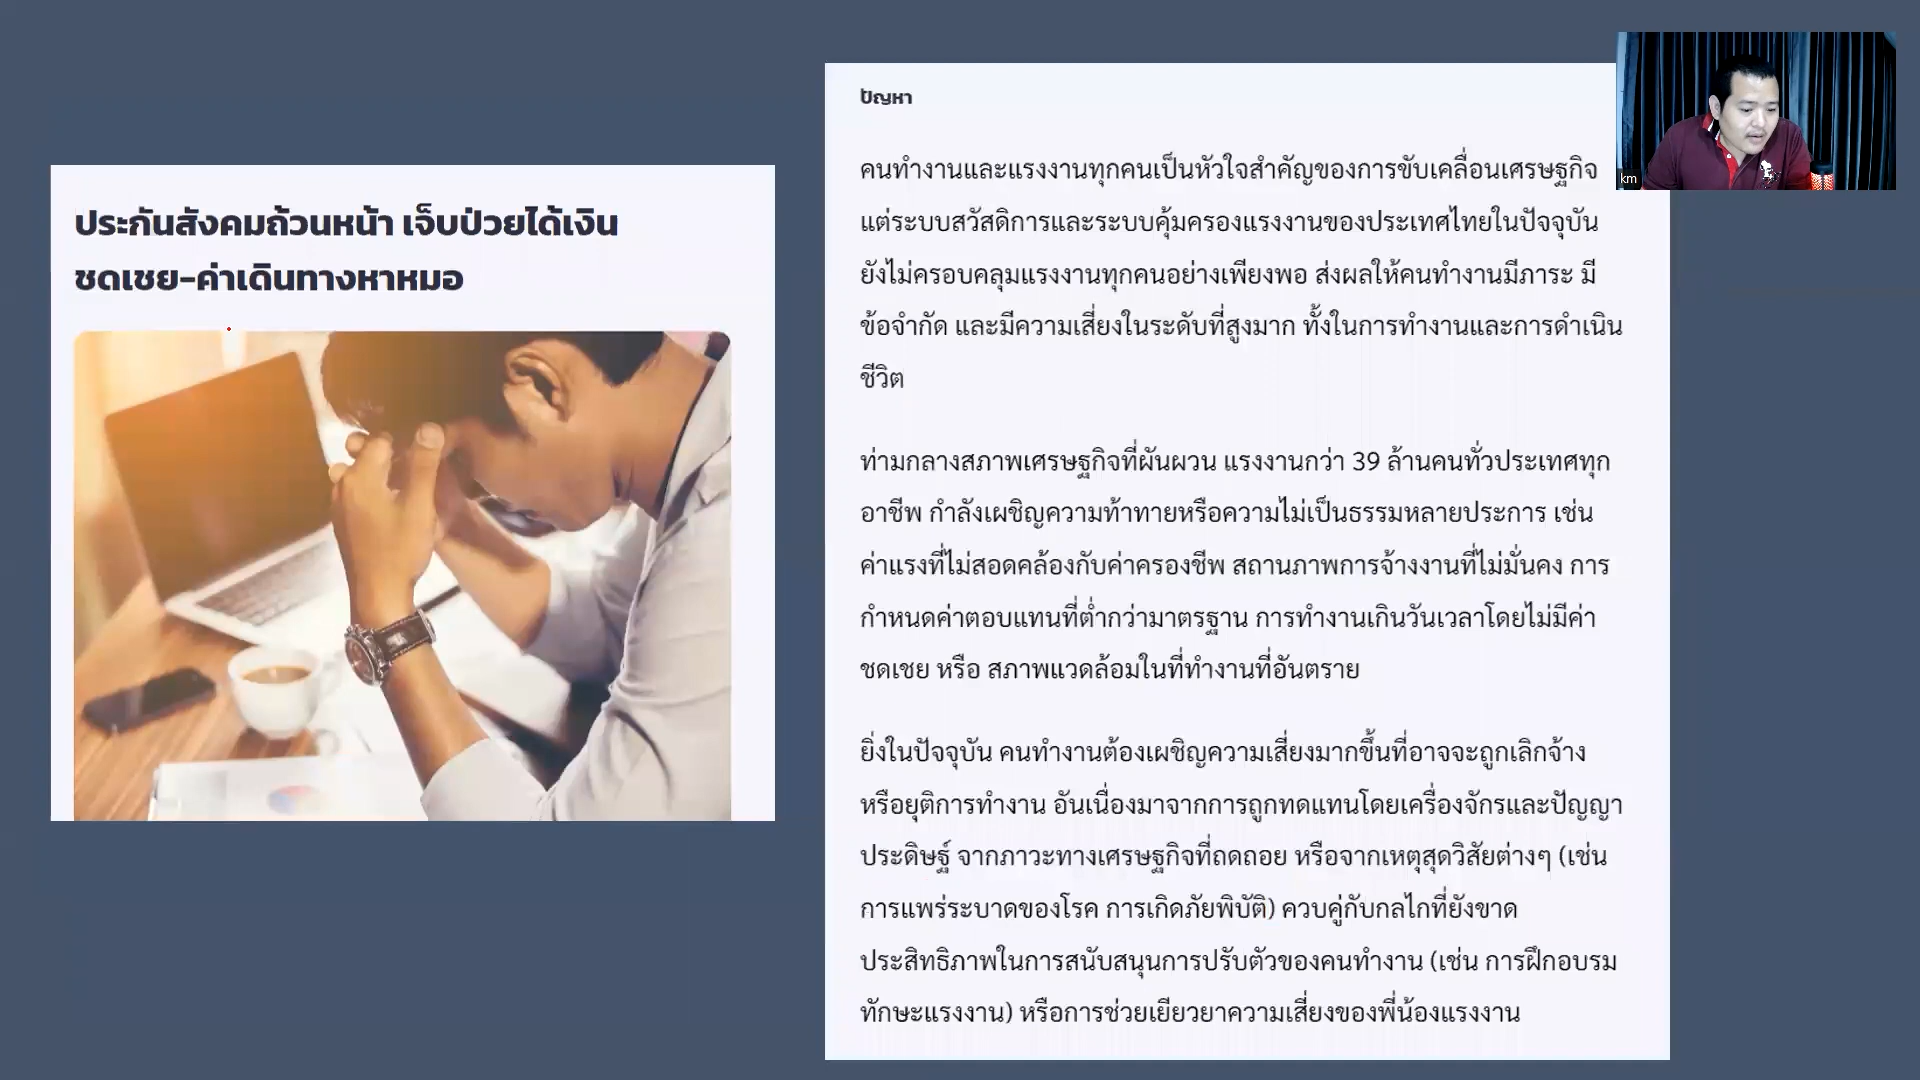 ประกันสังคมถ้วนหน้า เจ็บป่วยได้เงิน
ชดเชย-ค่าเดินทางหาหมอ
ปัญหา
คนทำงานและแรงงานทุกคนเป็นหัวใจสำคัญของการขับเคลื่อนเศรษฐกิจ
แต่ระบบสวัสดิการและระบบคุ้มครองแรงงานของประเทศไทยในปัจจุบัน
ยังไม่ครอบคลุมแรงงานทุกคนอย่างเพียงพอ ส่งผลให้คนทำงานมีภาระ มี
ข้อจำกัด และมีความเสี่ยงในระดับที่สูงมาก ทั้งในการทำงานและการดำเนิน
ชีวิต
ท่ามกลางสภาพเศรษฐกิจที่ผันผวน แรงงานกว่า 39 ล้านคนทั่วประเทศทุก
อาชีพ กำลังเผชิญความท้าทายหรือความไม่เป็นธรรมหลายประการ เช่น
ค่าแรงที่ไม่สอดคล้องกับค่าครองชีพ สถานภาพการจ้างงานที่ไม่มั่นคง การ
กำหนดค่าตอบแทนที่ต่ำกว่ามาตรฐาน การทำงานเกินวันเวลาโดยไม่มีค่า
ชดเชย หรือ สภาพแวดล้อมในที่ทำงานที่อันตราย
ยิ่งในปัจจุบัน คนทำงานต้องเผชิญความเสี่ยงมากขึ้นที่อาจจะถูกเลิกจ้าง
หรือยุติการทำงาน อันเนื่องมาจากการถูกทดแทนโดยเครื่องจักรและปัญญา
ประดิษฐ์ จากภาวะทางเศรษฐกิจที่ถดถอย หรือจากเหตุสุดวิสัยต่างๆ (เช่น
การแพร่ระบาดของโรค การเกิดภัยพิบัติ) ควบคู่กับกลไกที่ยังขาด
ประสิทธิภาพในการสนับสนุนการปรับตัวของคนทำงาน (เช่น การฝึกอบรม
ทักษะแรงงาน) หรือการช่วยเยียวยาความเสี่ยงของพี่น้องแรงงาน
km